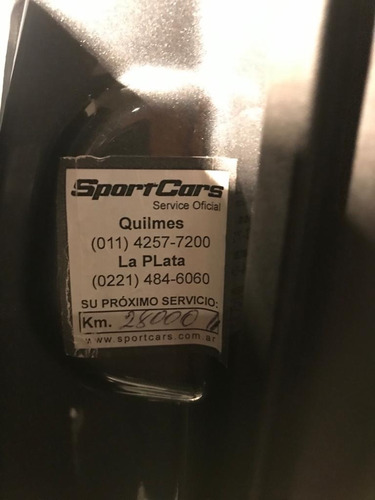 SportCars
Service Oficial
Quilmes
(011) 4257-7200
La PLata
(0221) 484-6060
SU PRÓXIMO SERVICIO:
Km. 28000
www.sportcars.com.ar